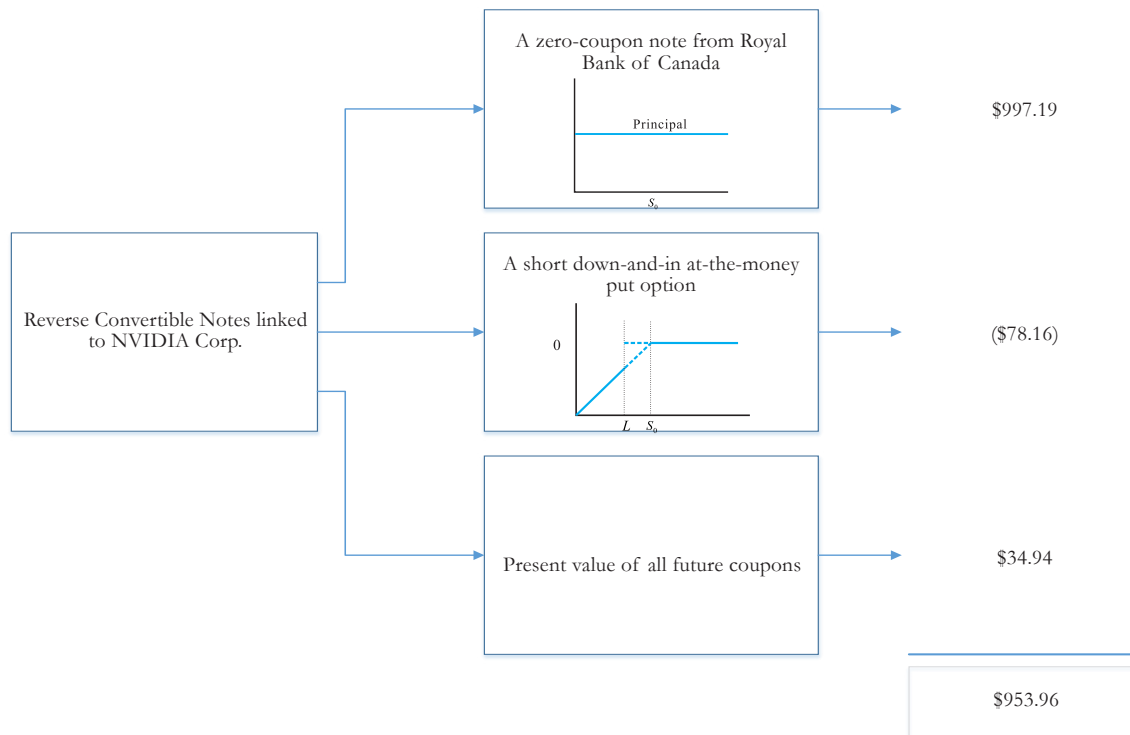 A zero-coupon note from Royal
Bank of Canada
Principal
S₀
$997.19
Reverse Convertible Notes linked
to NVIDIA Corp.
A short down-and-in at-the-money
put option
0
L S₀
($78.16)
Present value of all future coupons
$34.94
$953.96